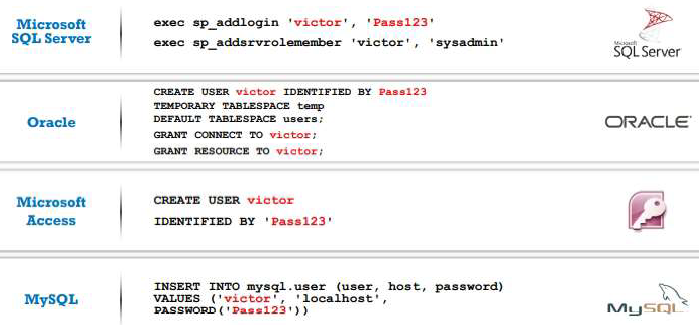 Microsoft
SQL Server
exec sp_addlogin 'victor', 'Pass123'
exec sp_addsrvrolemember 'victor', 'sysadmin'
Microsoft
SQL Server
Oracle
CREATE USER victor IDENTIFIED BY Pass123
TEMPORARY TABLESPACE temp
DEFAULT TABLESPACE users;
GRANT CONNECT TO victor;
GRANT RESOURCE TO victor;
ORACLE
Microsoft
Access
CREATE USER victor
IDENTIFIED BY 'Pass123'
MySQL
INSERT INTO mysql.user (user, host, password)
VALUES ('victor', 'localhost',
PASSWORD('Pass123'))
MySQL